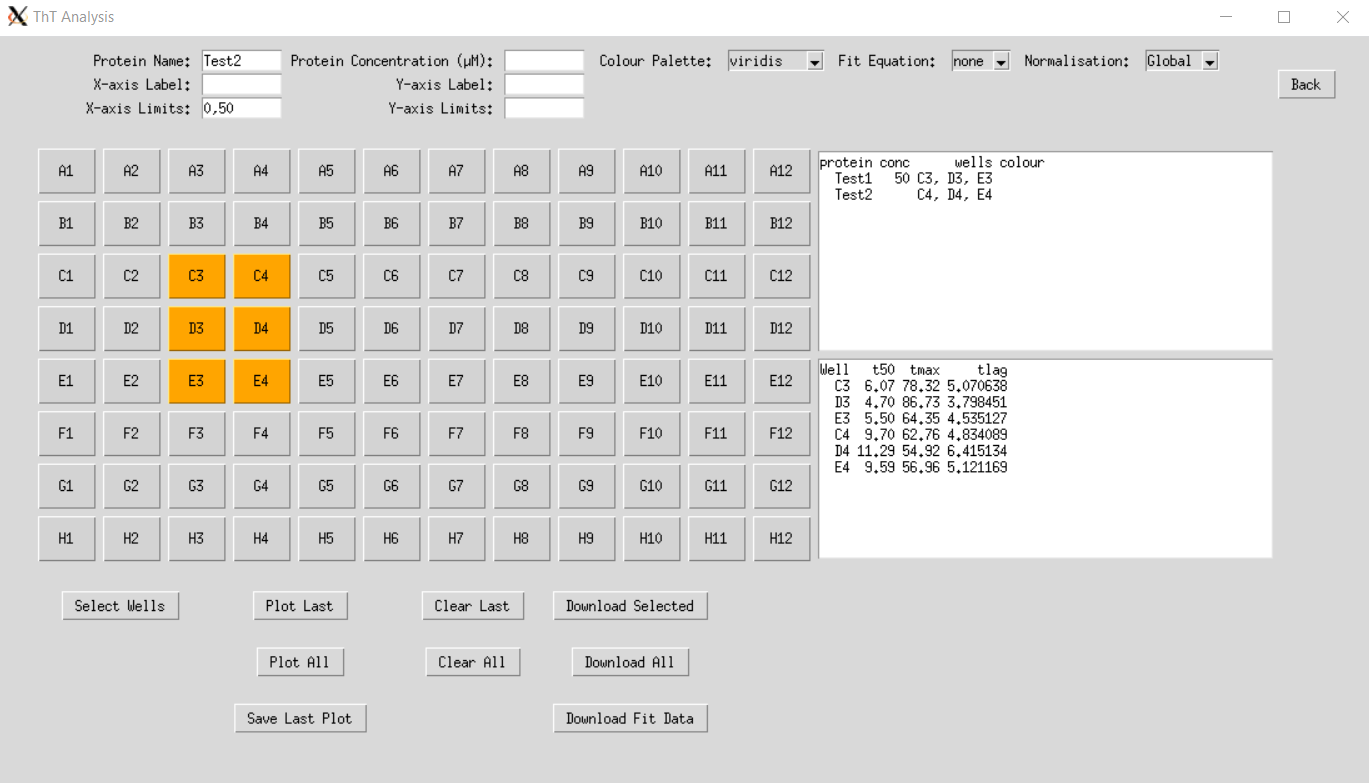 ThT Analysis
Protein Name: Test2 Protein Concentration (µM): Colour Palette: viridis Fit Equation: none Normalisation: Global
X-axis Label: Y-axis Label: Back
X-axis Limits: 0,50 Y-axis Limits:
A1 A2 A3 A4 A5 A6 A7 A8 A9 A10 A11 A12
B1 B2 B3 B4 B5 B6 B7 B8 B9 B10 B11 B12
C1 C2 C3 C4 C5 C6 C7 C8 C9 C10 C11 C12
D1 D2 D3 D4 D5 D6 D7 D8 D9 D10 D11 D12
E1 E2 E3 E4 E5 E6 E7 E8 E9 E10 E11 E12
F1 F2 F3 F4 F5 F6 F7 F8 F9 F10 F11 F12
G1 G2 G3 G4 G5 G6 G7 G8 G9 G10 G11 G12
H1 H2 H3 H4 H5 H6 H7 H8 H9 H10 H11 H12
protein conc wells colour
Test1 50 C3, D3, E3
Test2 C4, D4, E4
Well t50 tmax tlag
C3 6.07 78.32 5.070638
D3 4.70 86.73 3.798451
E3 5.50 64.35 4.535127
C4 9.70 62.76 4.834089
D4 11.29 54.92 6.415134
E4 9.59 56.96 5.121169
Select Wells Plot Last Clear Last Download Selected
Plot All Clear All Download All
Save Last Plot Download Fit Data